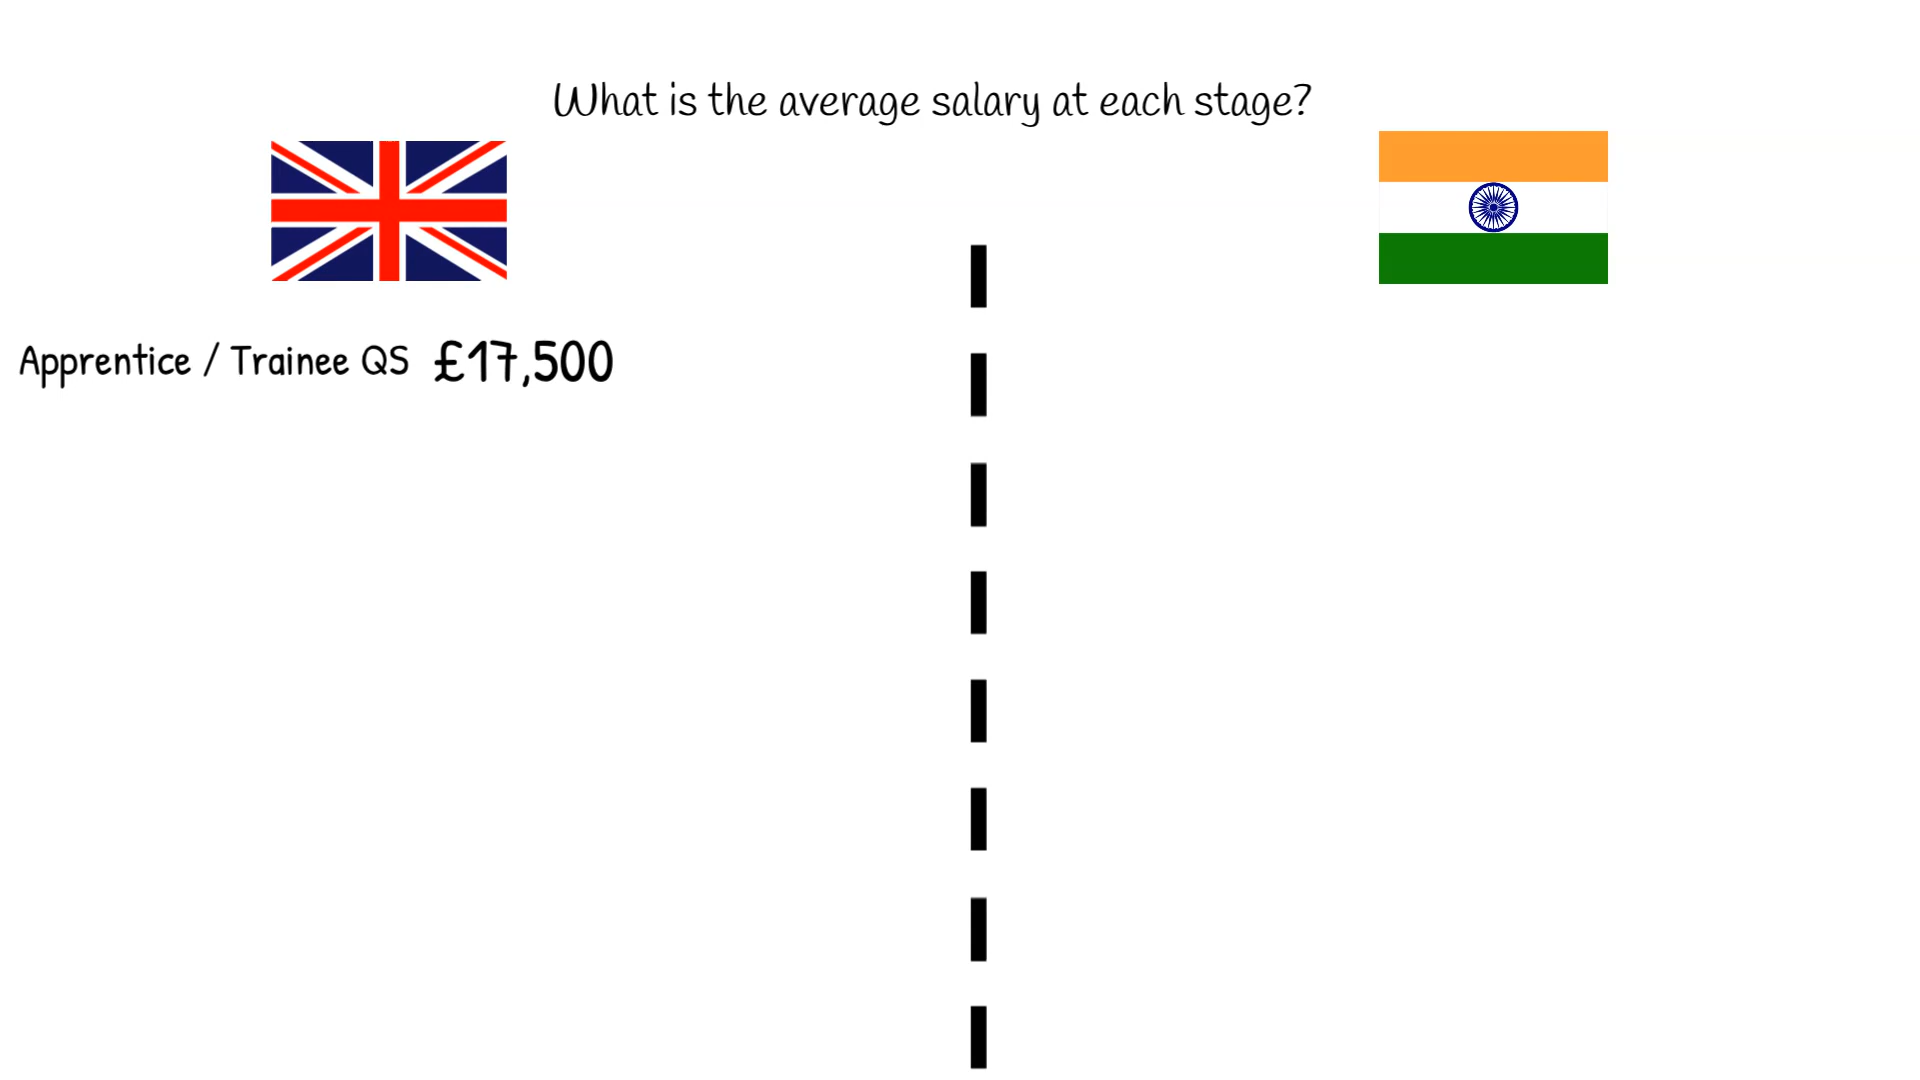 What is the average salary at each stage?
Apprentice / Trainee QS £17,500